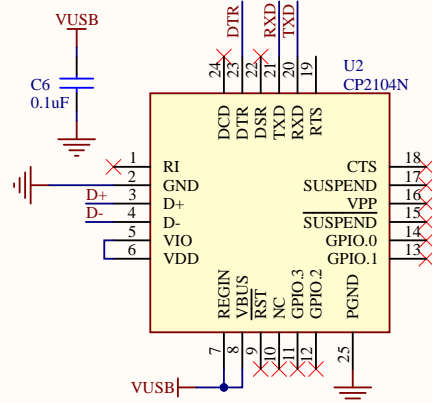 VUSB
C6
0.1uF
DTR
RXD
TXD
24
23
22
21
20
19
U2
CP2104N
DCD
DTR
DSR
TXD
RXD
RTS
1 RI
2 GND
D+ 3 D+
D- 4 D-
5 VIO
6 VDD
CTS 18
SUSPEND 17
VPP 16
SUSPEND 15
GPIO.0 14
GPIO.1 13
REGIN
VBUS
RST
NC
GPIO.3
GPIO.2
PGND
7
8
9
10
11
12
25
VUSB